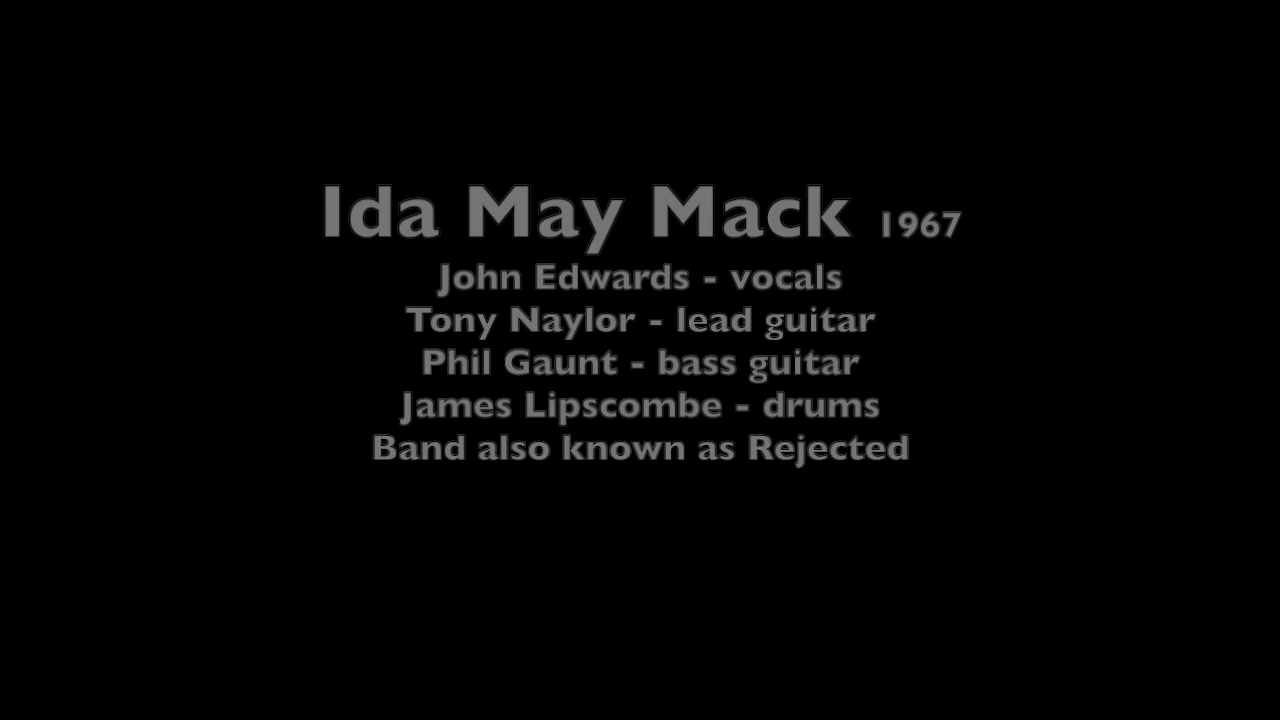 Ida May Mack 1967
John Edwards - vocals
Tony Naylor - lead guitar
Phil Gaunt - bass guitar
James Lipscombe - drums
Band also known as Rejected